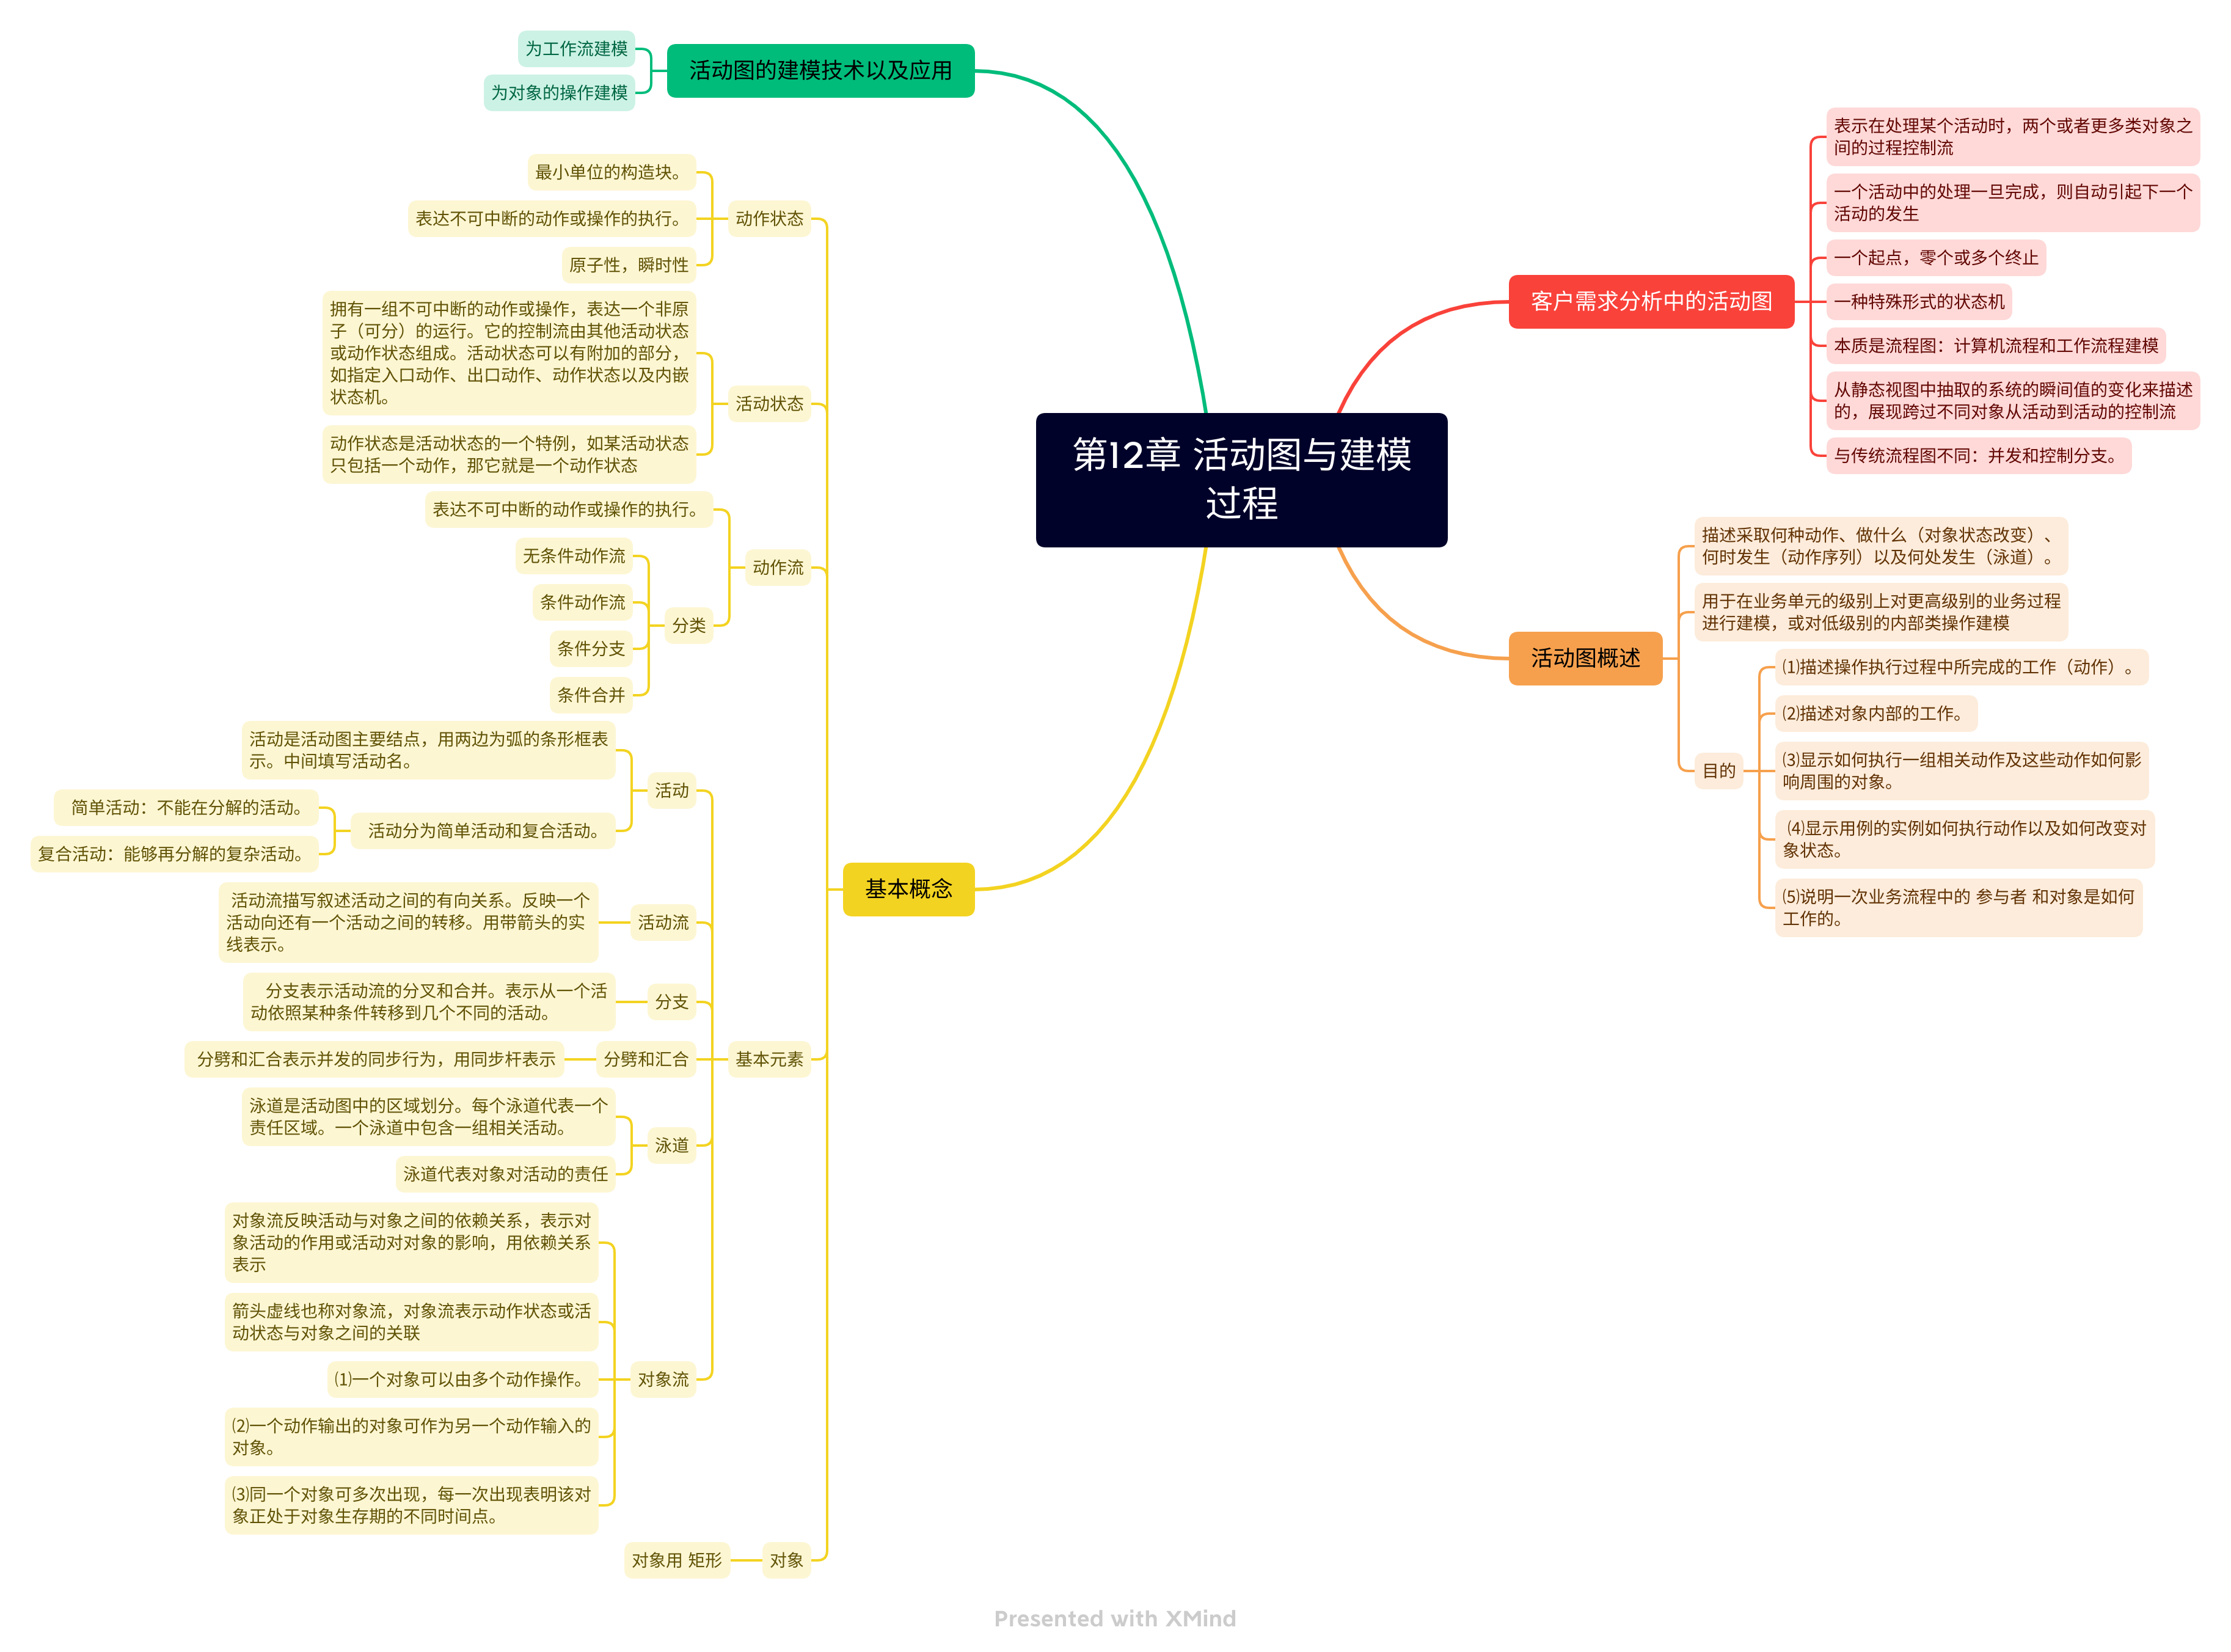 第12章 活动图与建模
过程
客户需求分析中的活动图
表示在处理某个活动时，两个或者更多类对象之
间的过程控制流
一个活动中的处理一旦完成，则自动引起下一个
活动的发生
一个起点，零个或多个终止
一种特殊形式的状态机
本质是流程图：计算机流程和工作流程建模
从静态视图中抽取的系统的瞬间值的变化来描述
的，展现跨过不同对象从活动到活动的控制流
与传统流程图不同：并发和控制分支。
活动图概述
描述采取何种动作、做什么（对象状态改变）、
何时发生（动作序列）以及何处发生（泳道）。
用于在业务单元的级别上对更高级别的业务过程
进行建模，或对低级别的内部类操作建模
目的
⑴描述操作执行过程中所完成的工作（动作）。
⑵描述对象内部的工作。
⑶显示如何执行一组相关动作及这些动作如何影
响周围的对象。
⑷显示用例的实例如何执行动作以及如何改变对
象状态。
⑸说明一次业务流程中的 参与者 和对象是如何
工作的。
基本概念
动作状态
最小单位的构造块。
表达不可中断的动作或操作的执行。
原子性，瞬时性
活动状态
拥有一组不可中断的动作或操作，表达一个非原
子（可分）的运行。它的控制流由其他活动状态
或动作状态组成。活动状态可以有附加的部分，
如指定入口动作、出口动作、动作状态以及内嵌
状态机。
动作状态是活动状态的一个特例，如某活动状态
只包括一个动作，那它就是一个动作状态
动作流
表达不可中断的动作或操作的执行。
分类
无条件动作流
条件动作流
条件分支
条件合并
基本元素
活动
活动是活动图主要结点，用两边为弧的条形框表
示。中间填写活动名。
活动分为简单活动和复合活动。
简单活动：不能在分解的活动。
复合活动：能够再分解的复杂活动。
活动流
活动流描写叙述活动之间的有向关系。反映一个
活动向还有一个活动之间的转移。用带箭头的实
线表示。
分支
分支表示活动流的分叉和合并。表示从一个活
动依照某种条件转移到几个不同的活动。
分劈和汇合
分劈和汇合表示并发的同步行为，用同步杆表示
泳道
泳道是活动图中的区域划分。每个泳道代表一个
责任区域。一个泳道中包含一组相关活动。
泳道代表对象对活动的责任
对象流
对象流反映活动与对象之间的依赖关系，表示对
象活动的作用或活动对对象的影响，用依赖关系
表示
箭头虚线也称对象流，对象流表示动作状态或活
动状态与对象之间的关联
⑴一个对象可以由多个动作操作。
⑵一个动作输出的对象可作为另一个动作输入的
对象。
⑶同一个对象可多次出现，每一次出现表明该对
象正处于对象生存期的不同时间点。
对象
对象用 矩形
活动图的建模技术以及应用
为工作流建模
为对象的操作建模
Presented with XMind